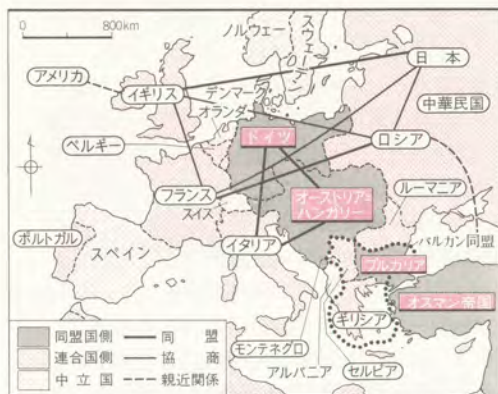 0 800km
ノルウェー
スウェーデン
日本
アメリカ
イギリス
デンマーク
オランダ
中華民国
ベルギー
ドイツ
ロシア
フランス
スイス
オーストリア=
ハンガリー
ルーマニア
ポルトガル
スペイン
イタリア
バルカン同盟
ブルガリア
オスマン帝国
ギリシア
モンテネグロ
アルバニア
セルビア
同盟国側 同盟
連合国側 協商
中立国 親近関係